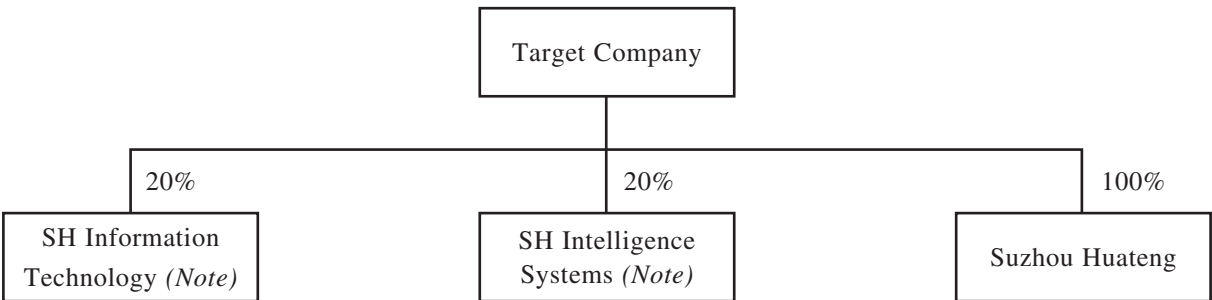 Target Company
20%
20%
100%
SH Information
Technology (Note)
SH Intelligence
Systems (Note)
Suzhou Huateng